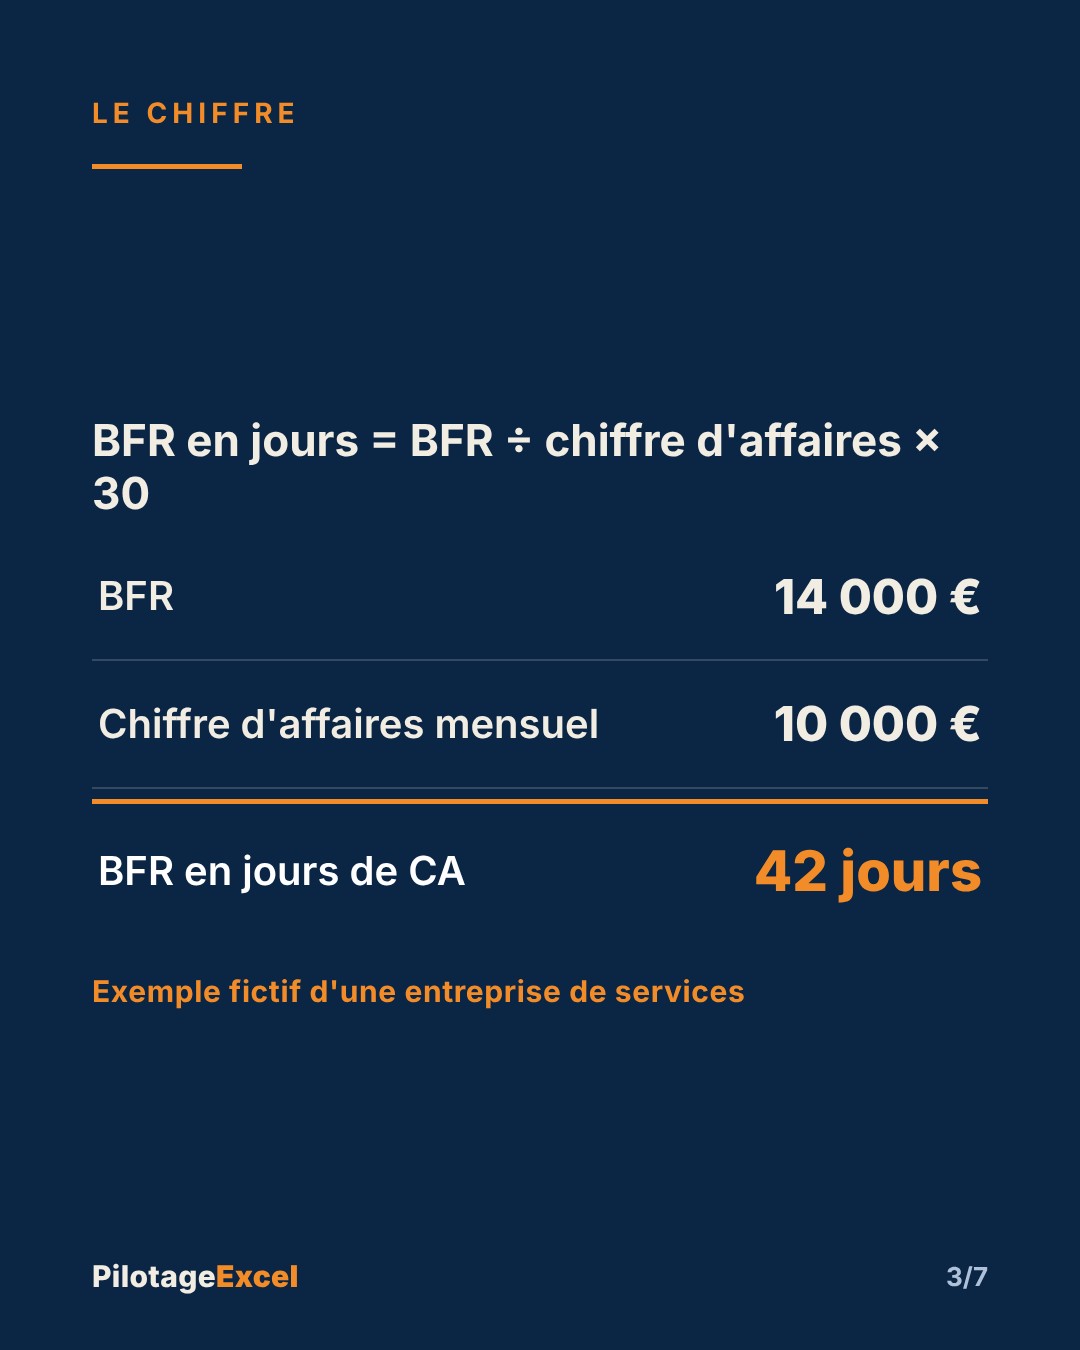 LE CHIFFRE
BFR en jours = BFR ÷ chiffre d'affaires ×
30
BFR 14 000 €
Chiffre d'affaires mensuel 10 000 €
BFR en jours de CA 42 jours
Exemple fictif d'une entreprise de services
PilotageExcel 3/7